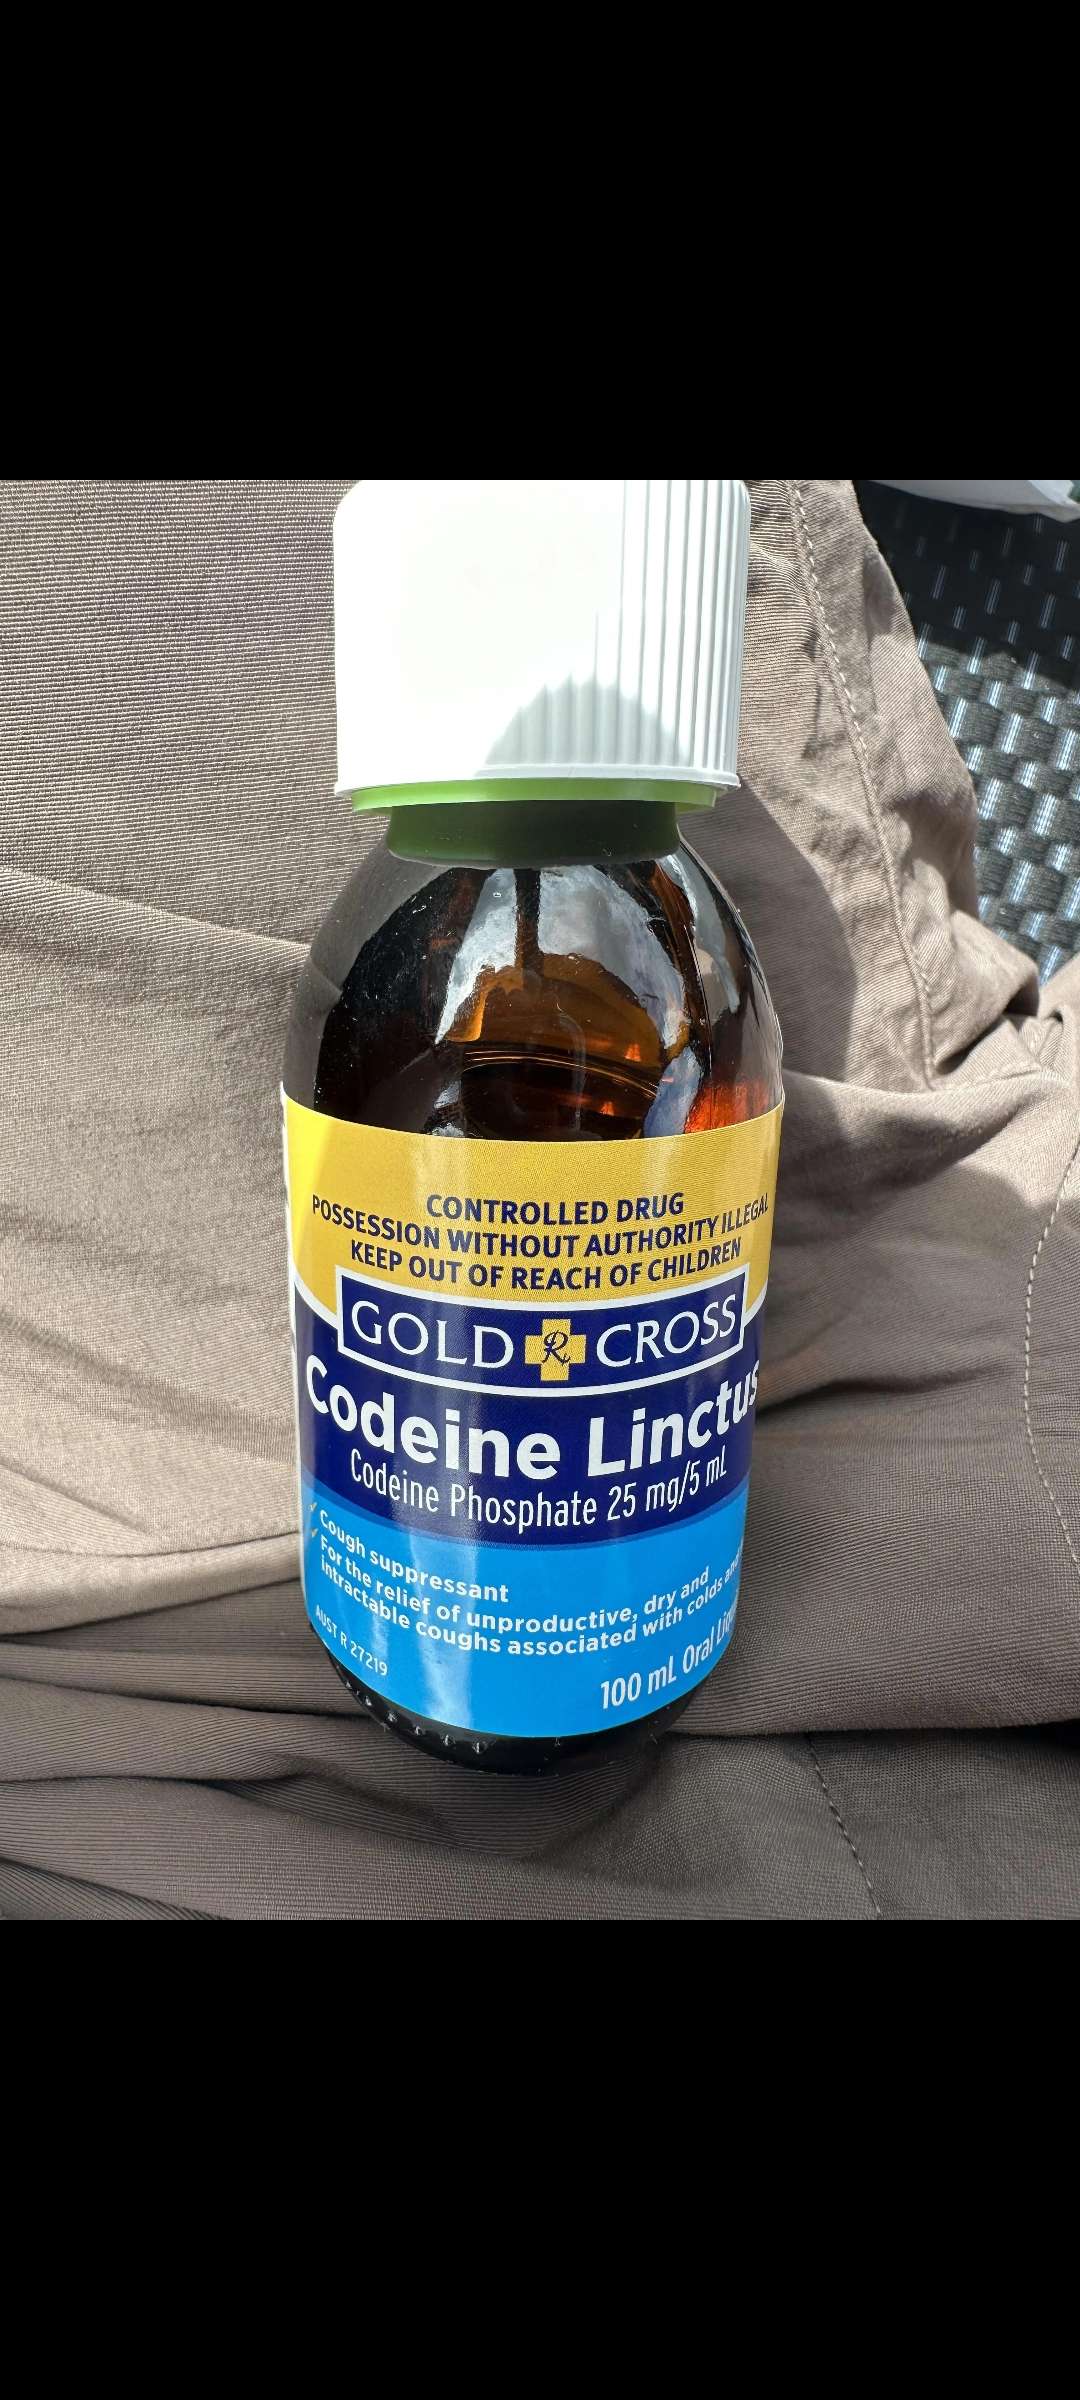 CONTROLLED DRUG
POSSESSION WITHOUT AUTHORITY ILLEGAL
KEEP OUT OF REACH OF CHILDREN
GOLD R CROSS
Codeine Linctus
Codeine Phosphate 25 mg/5 mL
Cough suppressant
For the relief of unproductive, dry and
intractable coughs associated with colds
AUST R 27219
100 mL Oral